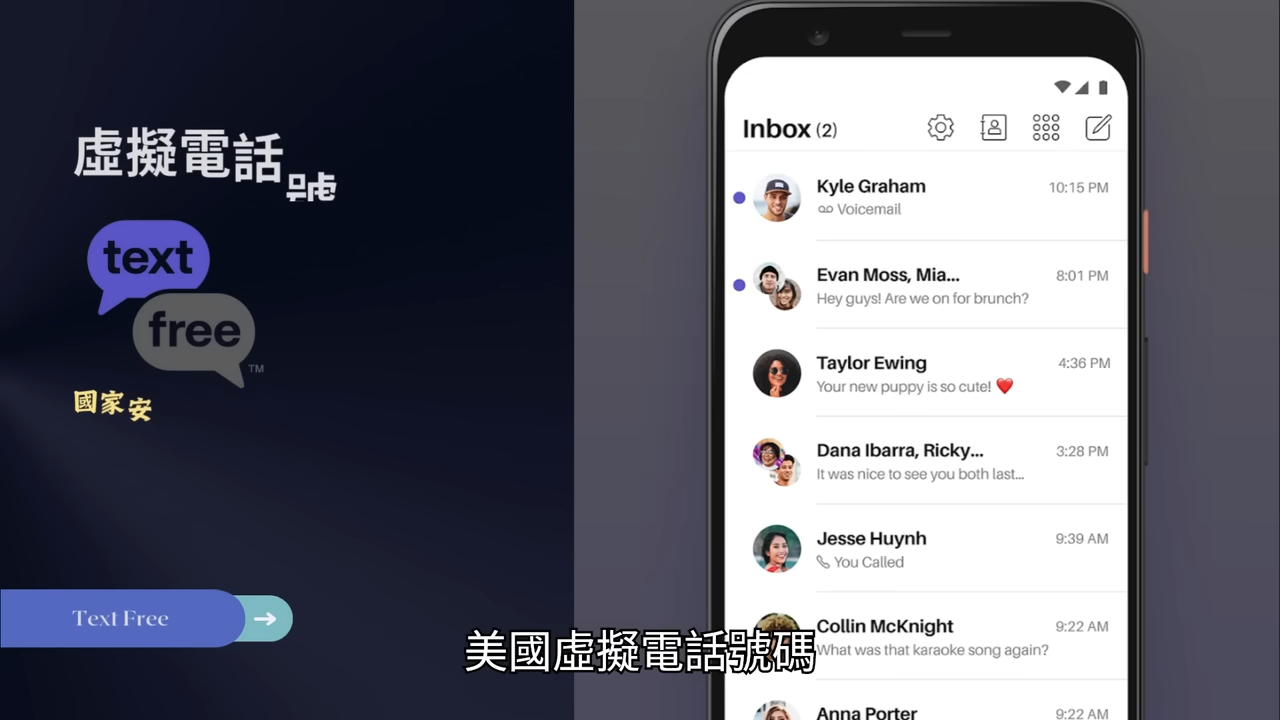 虛擬電話號
text
free
TM
國家安
Text Free
美國虛擬電話號碼
Inbox (2)
Kyle Graham
10:15 PM
Voicemail
Evan Moss, Mia...
8:01 PM
Hey guys! Are we on for brunch?
Taylor Ewing
4:36 PM
Your new puppy is so cute! ❤️
Dana Ibarra, Ricky...
3:28 PM
It was nice to see you both last...
Jesse Huynh
9:39 AM
You Called
Collin McKnight
9:22 AM
What was that karaoke song again?
Anna Porter
9:22 AM